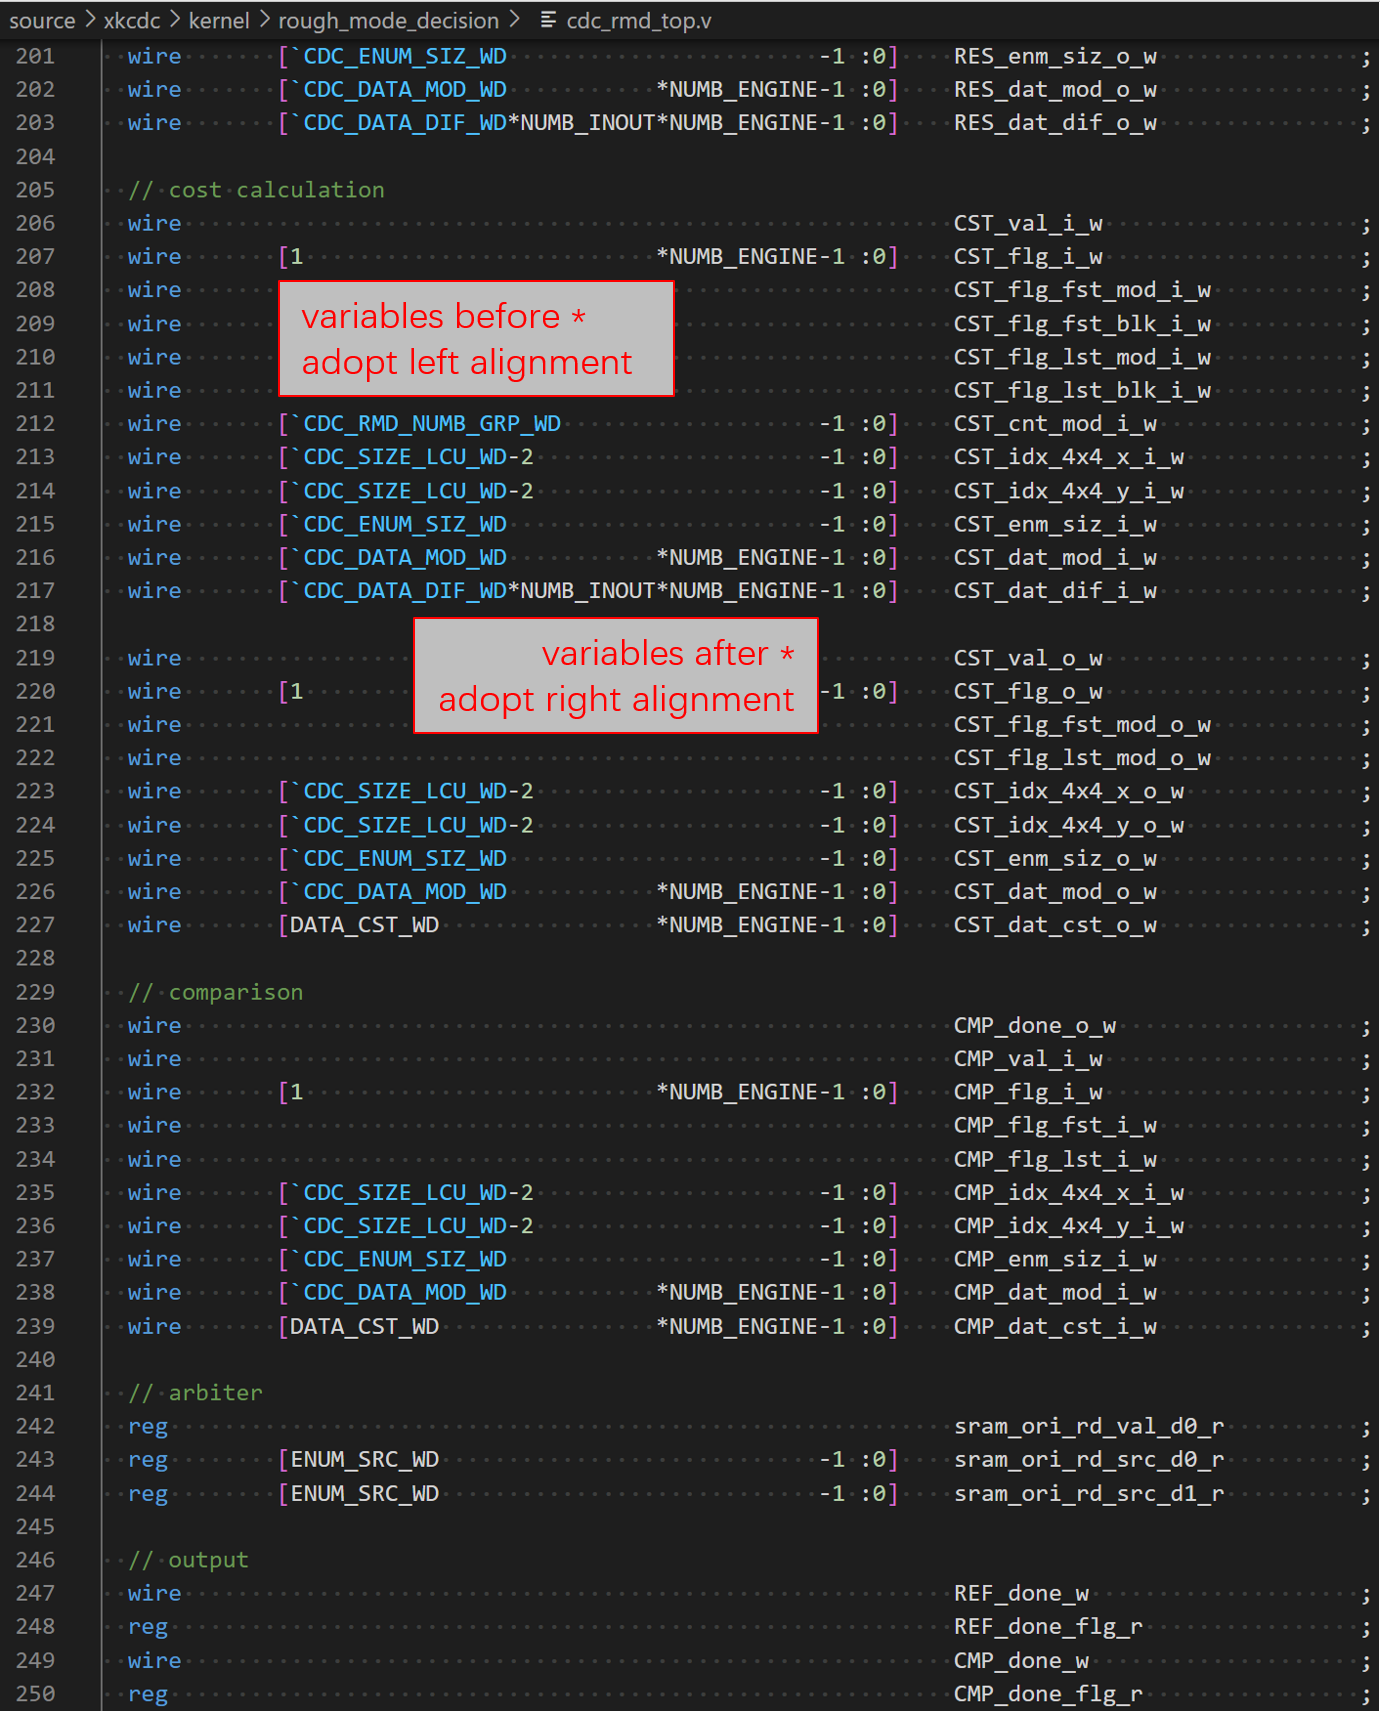 source > xkcdc > kernel > rough_mode_decision > cdc_rmd_top.v
201 wire [`CDC_ENUM_SIZ_WD -1 :0] RES_enm_siz_o_w ;
202 wire [`CDC_DATA_MOD_WD *NUMB_ENGINE-1 :0] RES_dat_mod_o_w ;
203 wire [`CDC_DATA_DIF_WD*NUMB_INOUT*NUMB_ENGINE-1 :0] RES_dat_dif_o_w ;
204
205 // cost calculation
206 wire CST_val_i_w ;
207 wire [1 *NUMB_ENGINE-1 :0] CST_flg_i_w ;
208 wire CST_flg_fst_mod_i_w ;
209 wire CST_flg_fst_blk_i_w ;
210 wire CST_flg_lst_mod_i_w ;
211 wire CST_flg_lst_blk_i_w ;
variables before *
adopt left alignment
212 wire [`CDC_RMD_NUMB_GRP_WD -1 :0] CST_cnt_mod_i_w ;
213 wire [`CDC_SIZE_LCU_WD-2 -1 :0] CST_idx_4x4_x_i_w ;
214 wire [`CDC_SIZE_LCU_WD-2 -1 :0] CST_idx_4x4_y_i_w ;
215 wire [`CDC_ENUM_SIZ_WD -1 :0] CST_enm_siz_i_w ;
216 wire [`CDC_DATA_MOD_WD *NUMB_ENGINE-1 :0] CST_dat_mod_i_w ;
217 wire [`CDC_DATA_DIF_WD*NUMB_INOUT*NUMB_ENGINE-1 :0] CST_dat_dif_i_w ;
218
219 wire CST_val_o_w ;
220 wire [1 -1 :0] CST_flg_o_w ;
variables after *
adopt right alignment
221 wire CST_flg_fst_mod_o_w ;
222 wire CST_flg_lst_mod_o_w ;
223 wire [`CDC_SIZE_LCU_WD-2 -1 :0] CST_idx_4x4_x_o_w ;
224 wire [`CDC_SIZE_LCU_WD-2 -1 :0] CST_idx_4x4_y_o_w ;
225 wire [`CDC_ENUM_SIZ_WD -1 :0] CST_enm_siz_o_w ;
226 wire [`CDC_DATA_MOD_WD *NUMB_ENGINE-1 :0] CST_dat_mod_o_w ;
227 wire [DATA_CST_WD *NUMB_ENGINE-1 :0] CST_dat_cst_o_w ;
228
229 // comparison
230 wire CMP_done_o_w ;
231 wire CMP_val_i_w ;
232 wire [1 *NUMB_ENGINE-1 :0] CMP_flg_i_w ;
233 wire CMP_flg_fst_i_w ;
234 wire CMP_flg_lst_i_w ;
235 wire [`CDC_SIZE_LCU_WD-2 -1 :0] CMP_idx_4x4_x_i_w ;
236 wire [`CDC_SIZE_LCU_WD-2 -1 :0] CMP_idx_4x4_y_i_w ;
237 wire [`CDC_ENUM_SIZ_WD -1 :0] CMP_enm_siz_i_w ;
238 wire [`CDC_DATA_MOD_WD *NUMB_ENGINE-1 :0] CMP_dat_mod_i_w ;
239 wire [DATA_CST_WD *NUMB_ENGINE-1 :0] CMP_dat_cst_i_w ;
240
241 // arbiter
242 reg sram_ori_rd_val_d0_r ;
243 reg [ENUM_SRC_WD -1 :0] sram_ori_rd_src_d0_r ;
244 reg [ENUM_SRC_WD -1 :0] sram_ori_rd_src_d1_r ;
245
246 // output
247 wire REF_done_w ;
248 reg REF_done_flg_r ;
249 wire CMP_done_w ;
250 reg CMP_done_flg_r ;